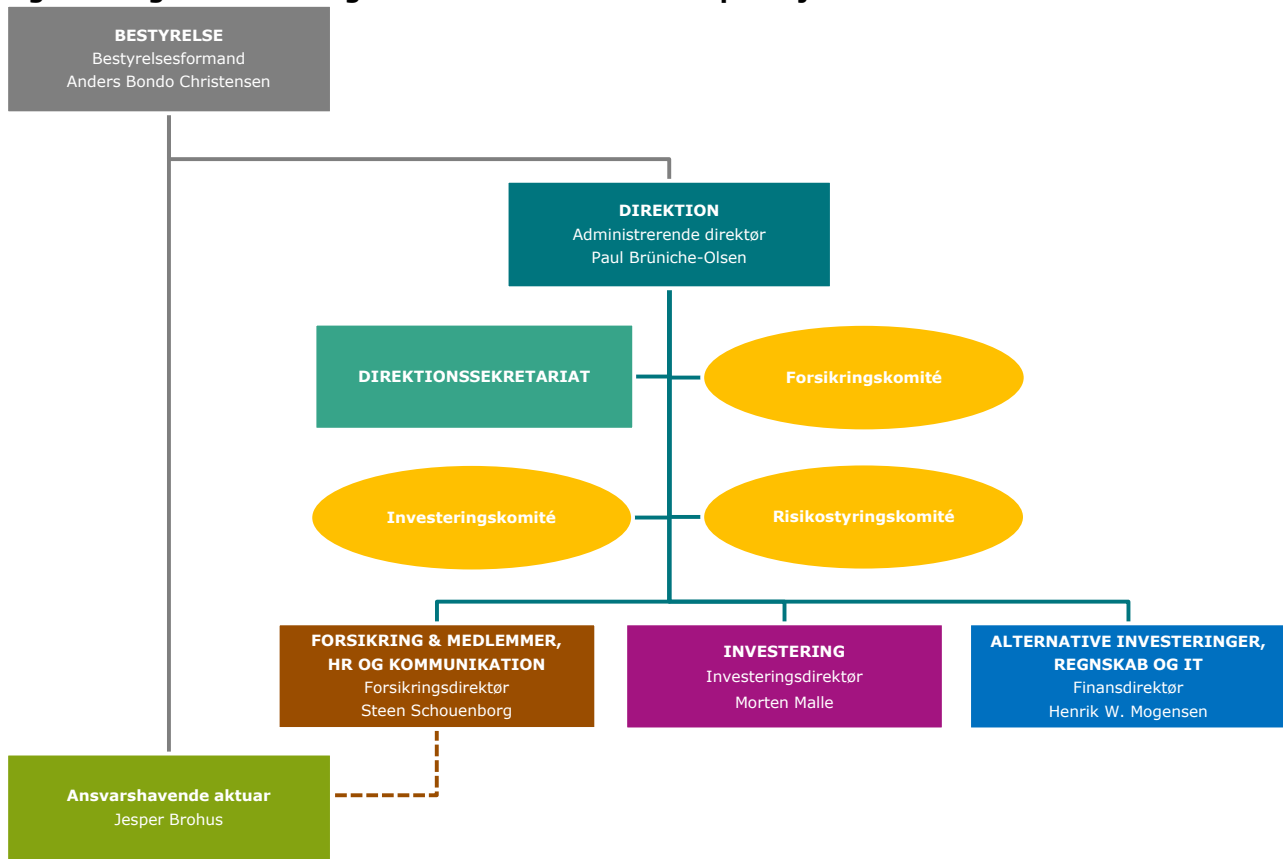 BESTYRELSE
Bestyrelsesformand
Anders Bondo Christensen
DIREKTION
Administrerende direktør
Paul Brüniche-Olsen
DIREKTIONSSEKRETARIAT
Forsikringskomité
Investeringskomité
Risikostyringskomité
FORSIKRING & MEDLEMMER,
HR OG KOMMUNIKATION
Forsikringsdirektør
Steen Schouenborg
INVESTERING
Investeringsdirektør
Morten Malle
ALTERNATIVE INVESTERINGER,
REGNSKAB OG IT
Finansdirektør
Henrik W. Mogensen
Ansvarshavende aktuar
Jesper Brohus